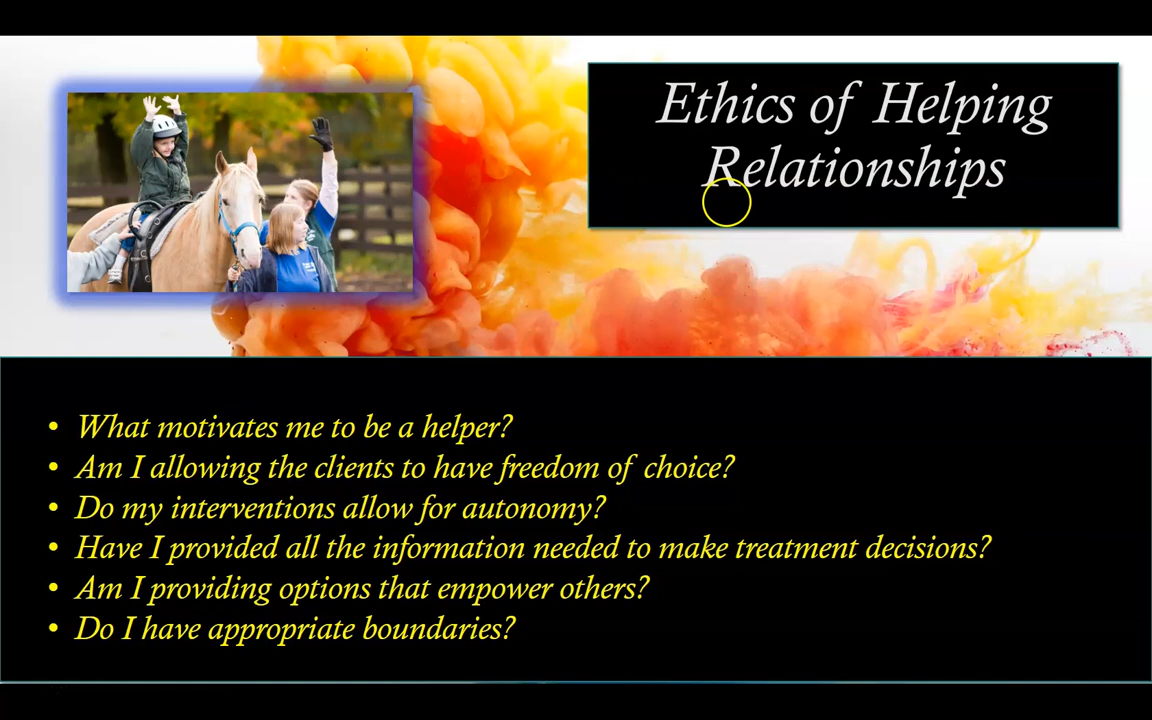 Ethics of Helping
Relationships
• What motivates me to be a helper?
• Am I allowing the clients to have freedom of choice?
• Do my interventions allow for autonomy?
• Have I provided all the information needed to make treatment decisions?
• Am I providing options that empower others?
• Do I have appropriate boundaries?